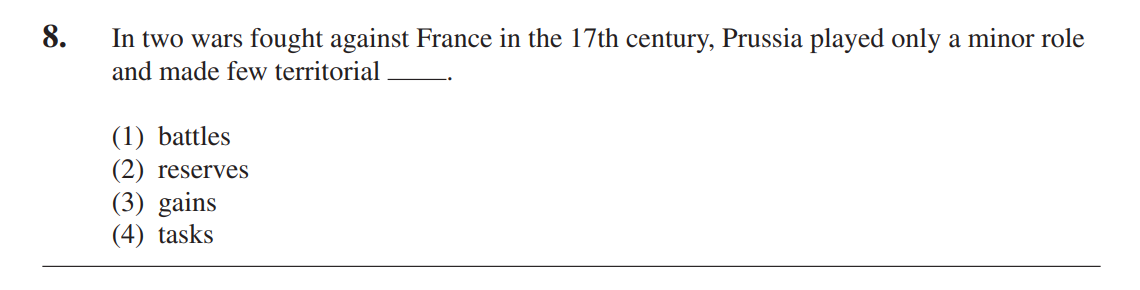 8. In two wars fought against France in the 17th century, Prussia played only a minor role
and made few territorial _____.
(1) battles
(2) reserves
(3) gains
(4) tasks